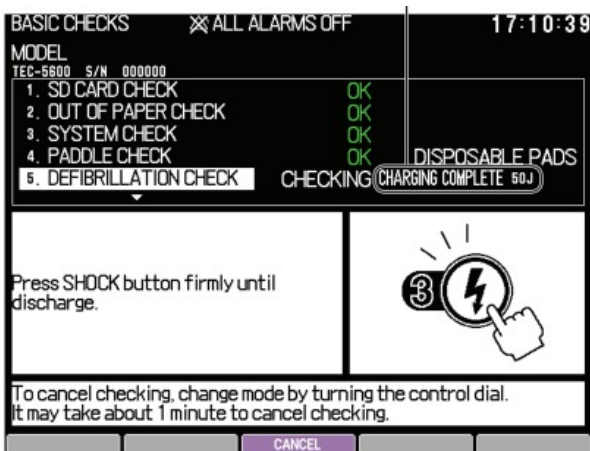 BASIC CHECKS ALL ALARMS OFF 17:10:39
MODEL
TEC-5600 S/N 000000
1. SD CARD CHECK OK
2. OUT OF PAPER CHECK OK
3. SYSTEM CHECK OK
4. PADDLE CHECK OK DISPOSABLE PADS
5. DEFIBRILLATION CHECK CHECKING CHARGING COMPLETE 50J
Press SHOCK button firmly until
discharge.
3
To cancel checking, change mode by turning the control dial.
It may take about 1 minute to cancel checking.
CANCEL